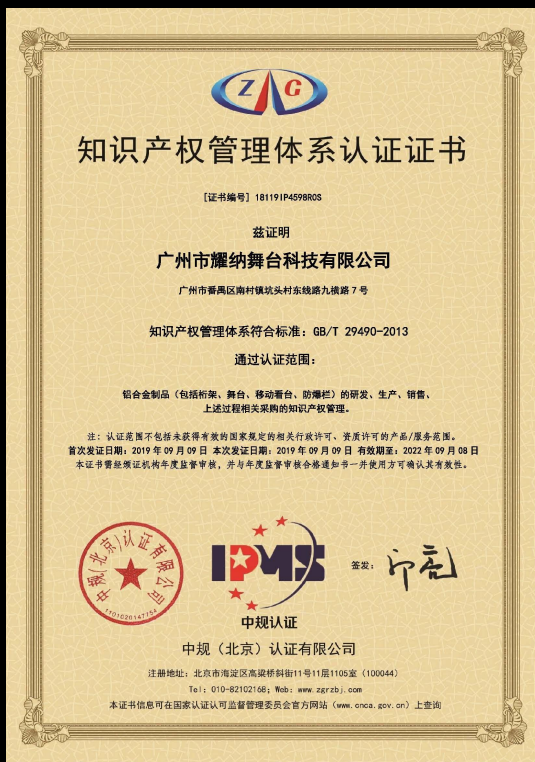 Z G
知识产权管理体系认证证书
[证书编号] 18119IP4598R0S
兹证明
广州市耀纳舞台科技有限公司
广州市番禺区南村镇坑头村东线路九横路 7 号
知识产权管理体系符合标准: GB/T 29490-2013
通过认证范围:
铝合金制品（包括桁架、舞台、移动看台、防爆栏）的研发、生产、销售、
上述过程相关采购的知识产权管理。
注: 认证范围不包括未获得有效的国家规定的相关行政许可、资质许可的产品/服务范围。
首次发证日期: 2019 年 09 月 09 日 本次发证日期: 2019 年 09 月 09 日 有效期至: 2022 年 09 月 08 日
本证书需经颁证机构年度监督审核，并与年度监督审核合格通知书一并使用方可确认其有效性。
中规(北京)认证有限公司
1101020147754
IPMS
中规认证
签发:
中规（北京）认证有限公司
注册地址: 北京市海淀区高梁桥斜街11号11层1105室（100044）
Tel: 010-82102168; Web: www.zgrzbj.com
本证书信息可在国家认证认可监督管理委员会官方网站（www.cnca.gov.cn）上查询